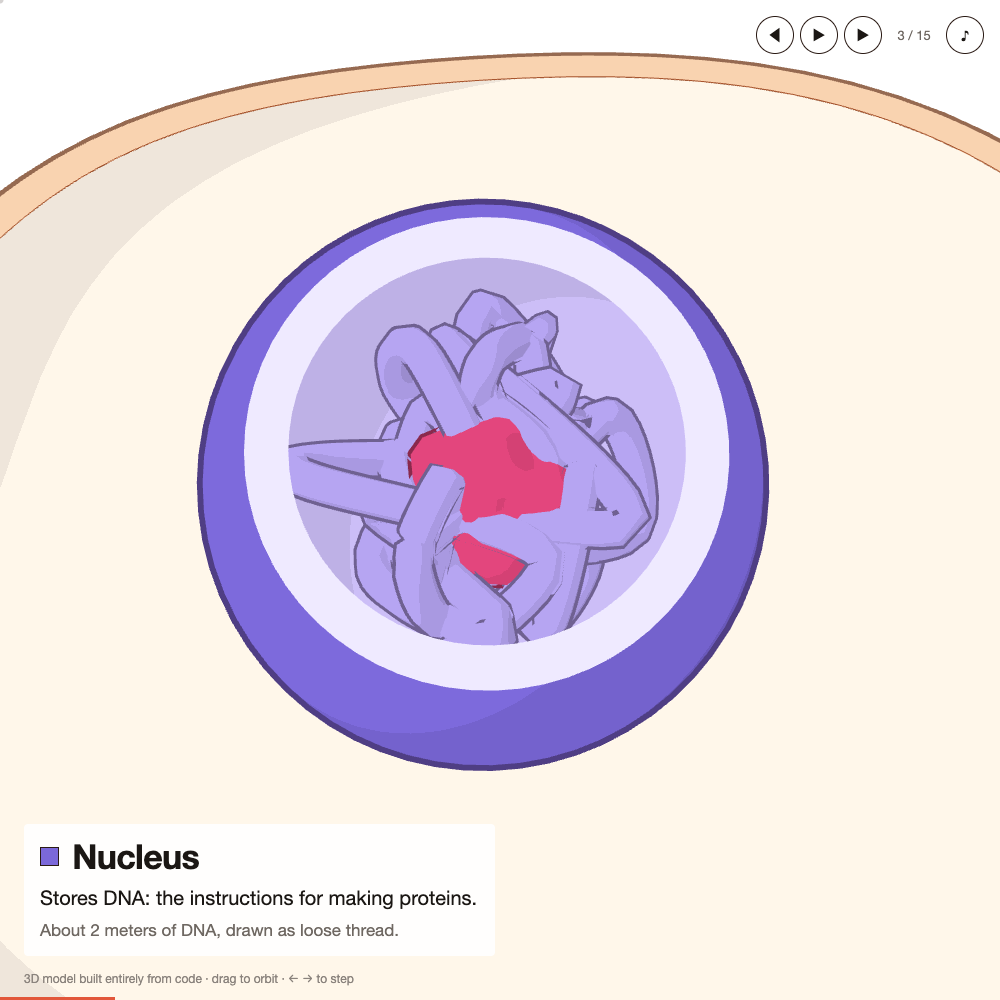 3 / 15
Nucleus
Stores DNA: the instructions for making proteins.
About 2 meters of DNA, drawn as loose thread.
3D model built entirely from code · drag to orbit · ← → to step